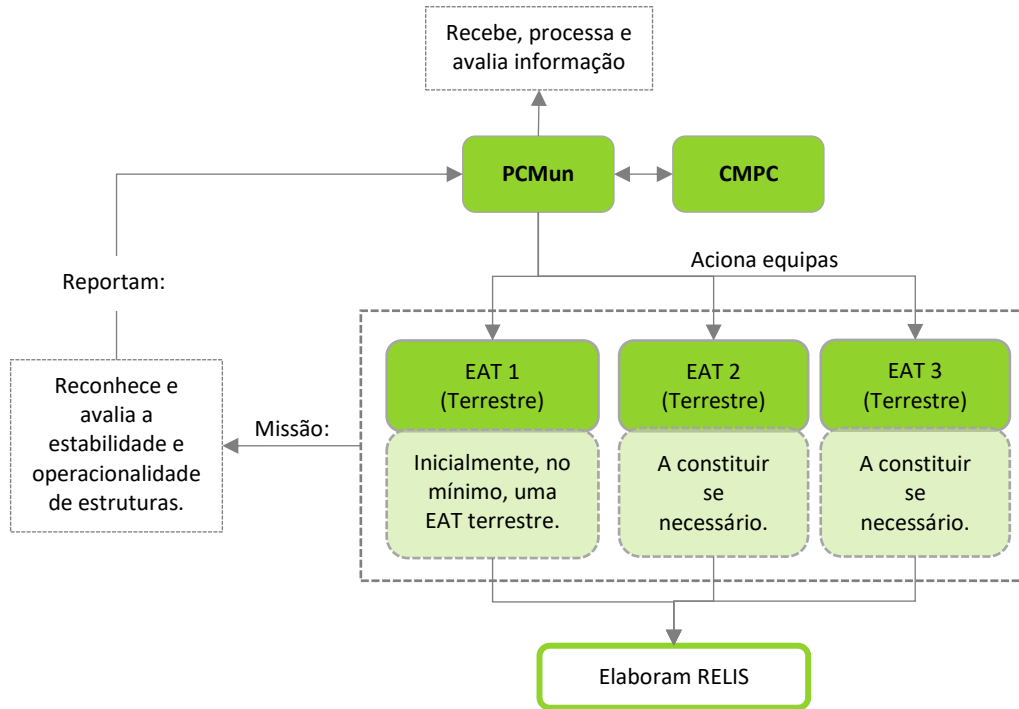 Recebe, processa e
avalia informação
PCMun
CMPC
Aciona equipas
Reportam:
EAT 1
(Terrestre)
EAT 2
(Terrestre)
EAT 3
(Terrestre)
Reconhece e
avalia a
estabilidade e
operacionalidade
de estruturas.
Missão:
Inicialmente, no
mínimo, uma
EAT terrestre.
A constituir
se
necessário.
A constituir
se
necessário.
Elaboram RELIS